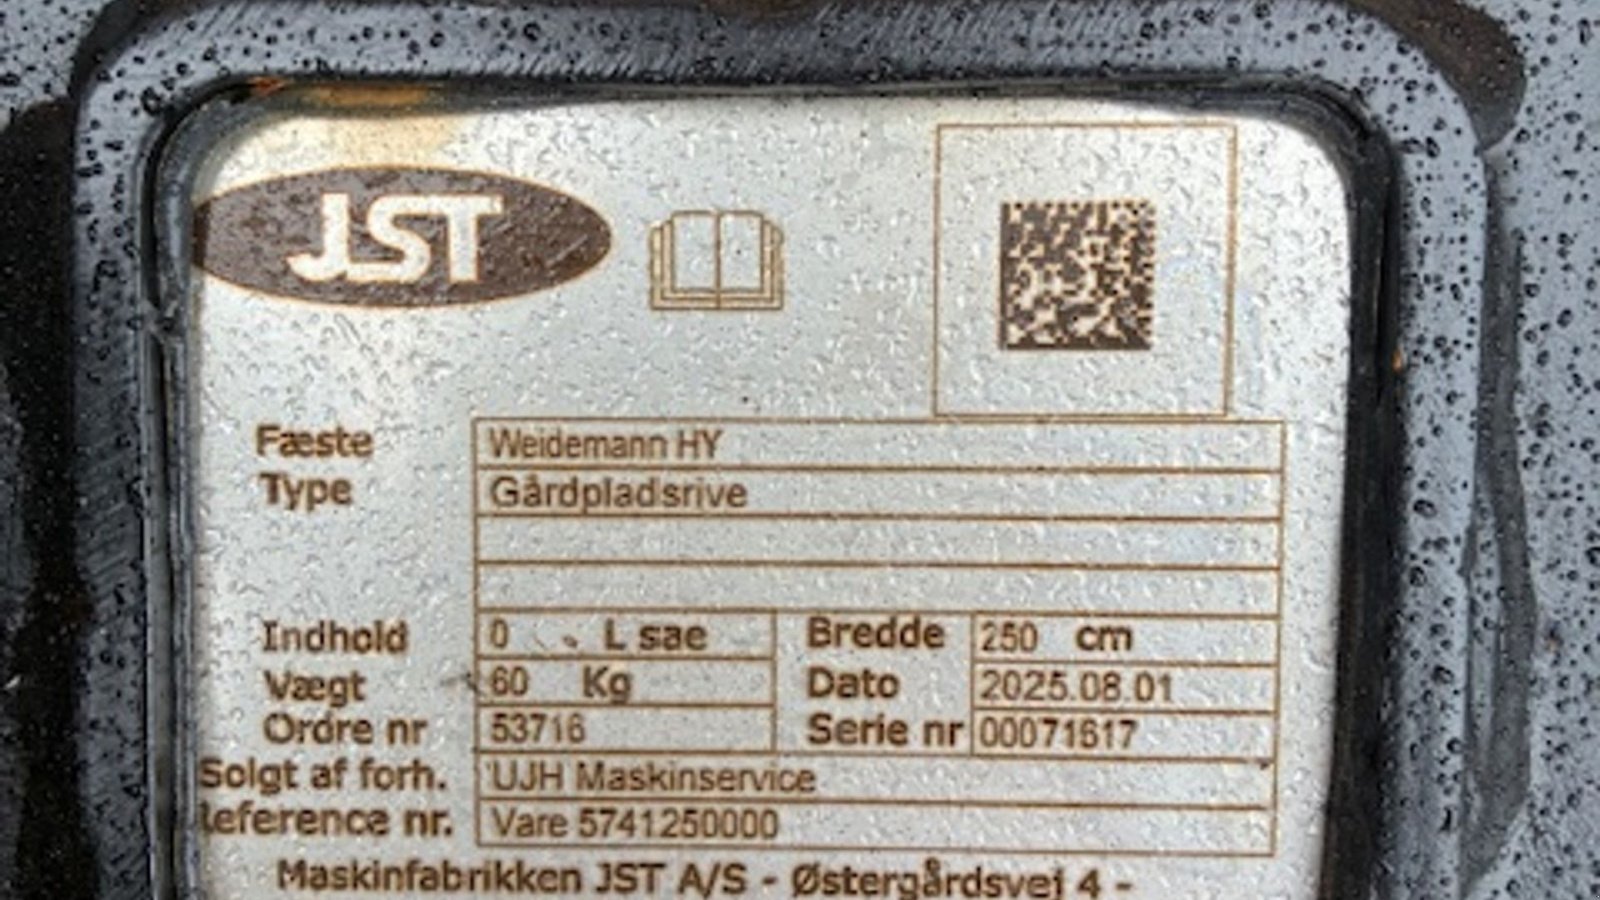 JST
Fæste Weidemann HY
Type Gårdpladsrive
Indhold 0 L sae Bredde 250 cm
Vægt 60 Kg Dato 2025.08.01
Ordre nr 53716 Serie nr 00071617
Solgt af forh. UJH Maskinservice
Reference nr. Vare 5741250000
Maskinfabrikken JST A/S - Østergårdsvej 4 -